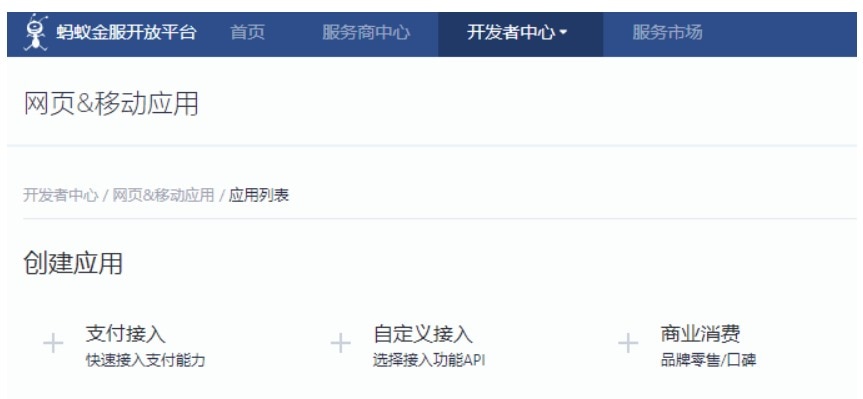 蚂蚁金服开放平台 首页 服务商中心 开发者中心 服务市场
网页&移动应用
开发者中心 / 网页&移动应用 / 应用列表
创建应用
支付接入 自定义接入 商业消费
快速接入支付能力 选择接入功能API 品牌零售/口碑